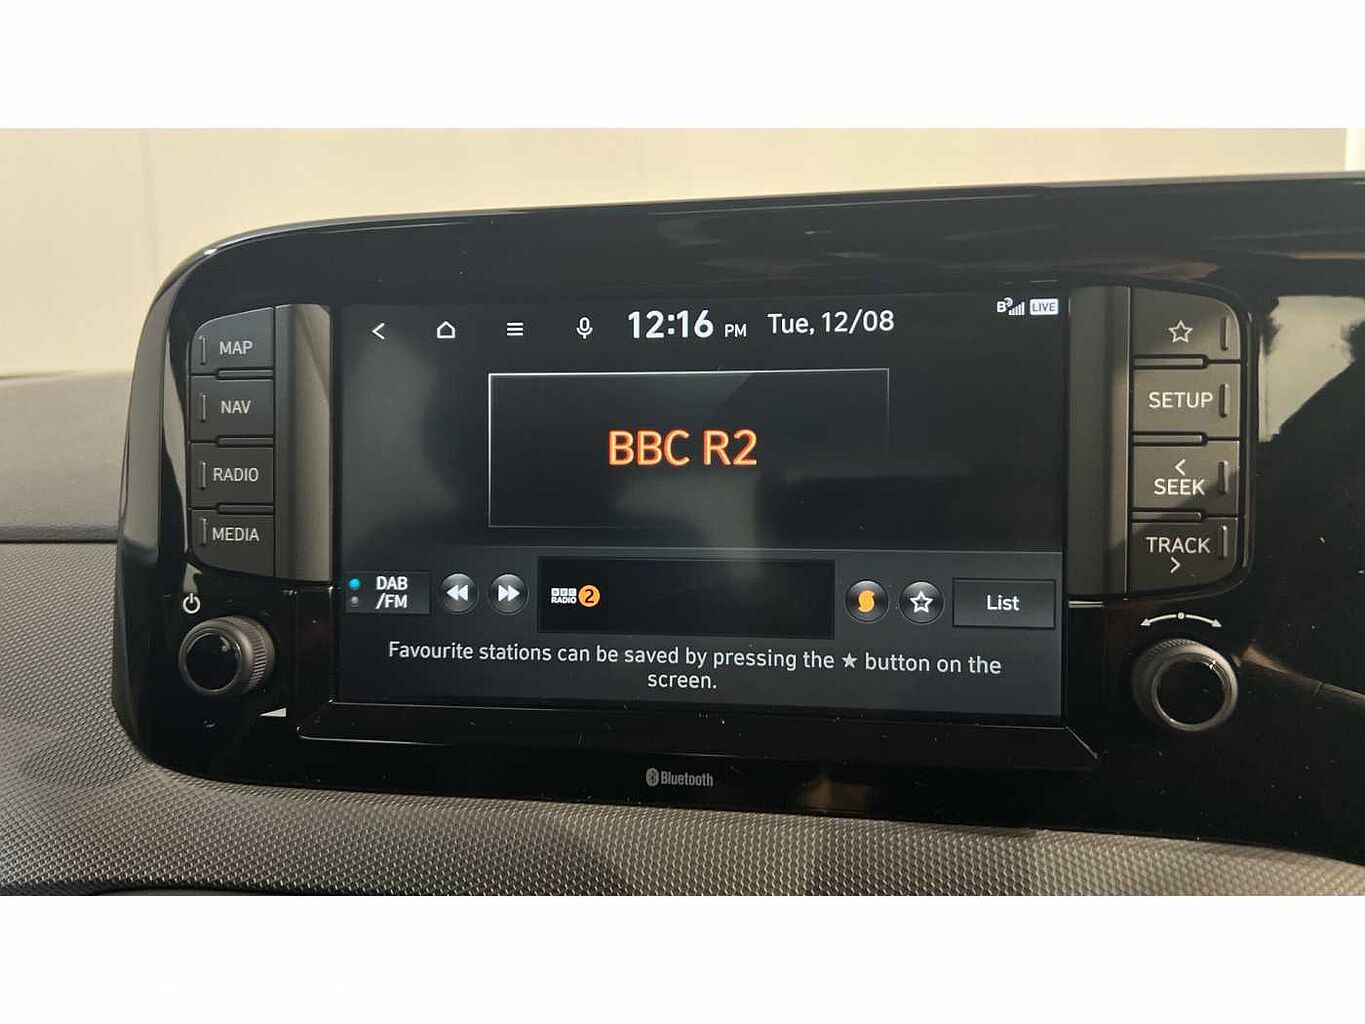 12:16 PM Tue, 12/08
B LIVE
MAP
NAV
RADIO
MEDIA
BBC R2
DAB
/FM
BBC
RADIO 2
List
Favourite stations can be saved by pressing the ★ button on the
screen.
SETUP
<
SEEK
TRACK
>
Bluetooth